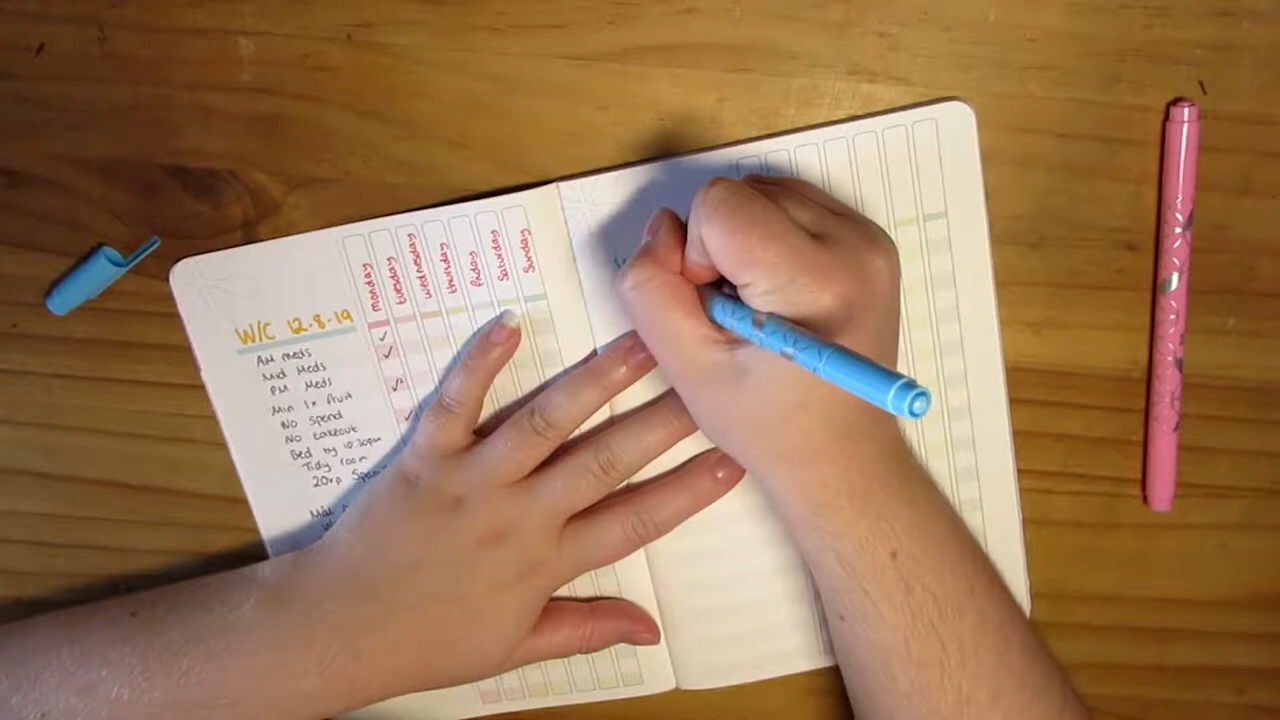 monday
tuesday
wednesday
thursday
friday
Saturday
Sunday
W/C 12-8-19
AM meds
Mid Meds
PM Meds
Min 1x fruit
No spend
No takeout
Bed by 10:30pm
Tidy room
20xp